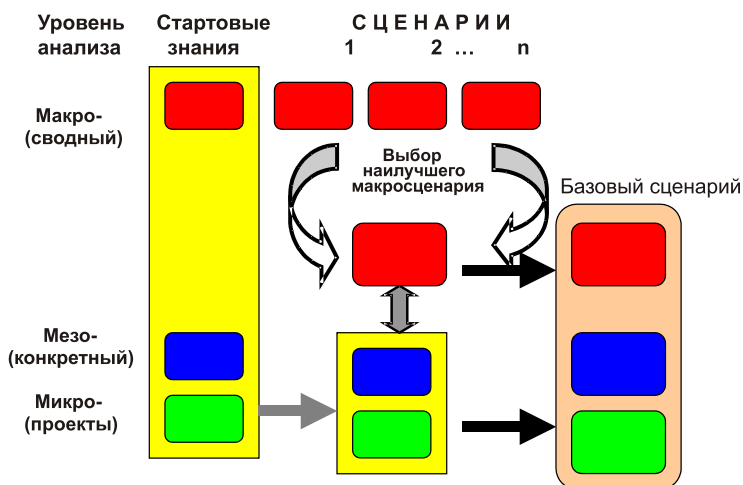 Уровень анализа
Стартовые знания
С Ц Е Н А Р И И
1 2 ... n
Макро-
(сводный)
Выбор
наилучшего
макросценария
Базовый сценарий
Мезо-
(конкретный)
Микро-
(проекты)